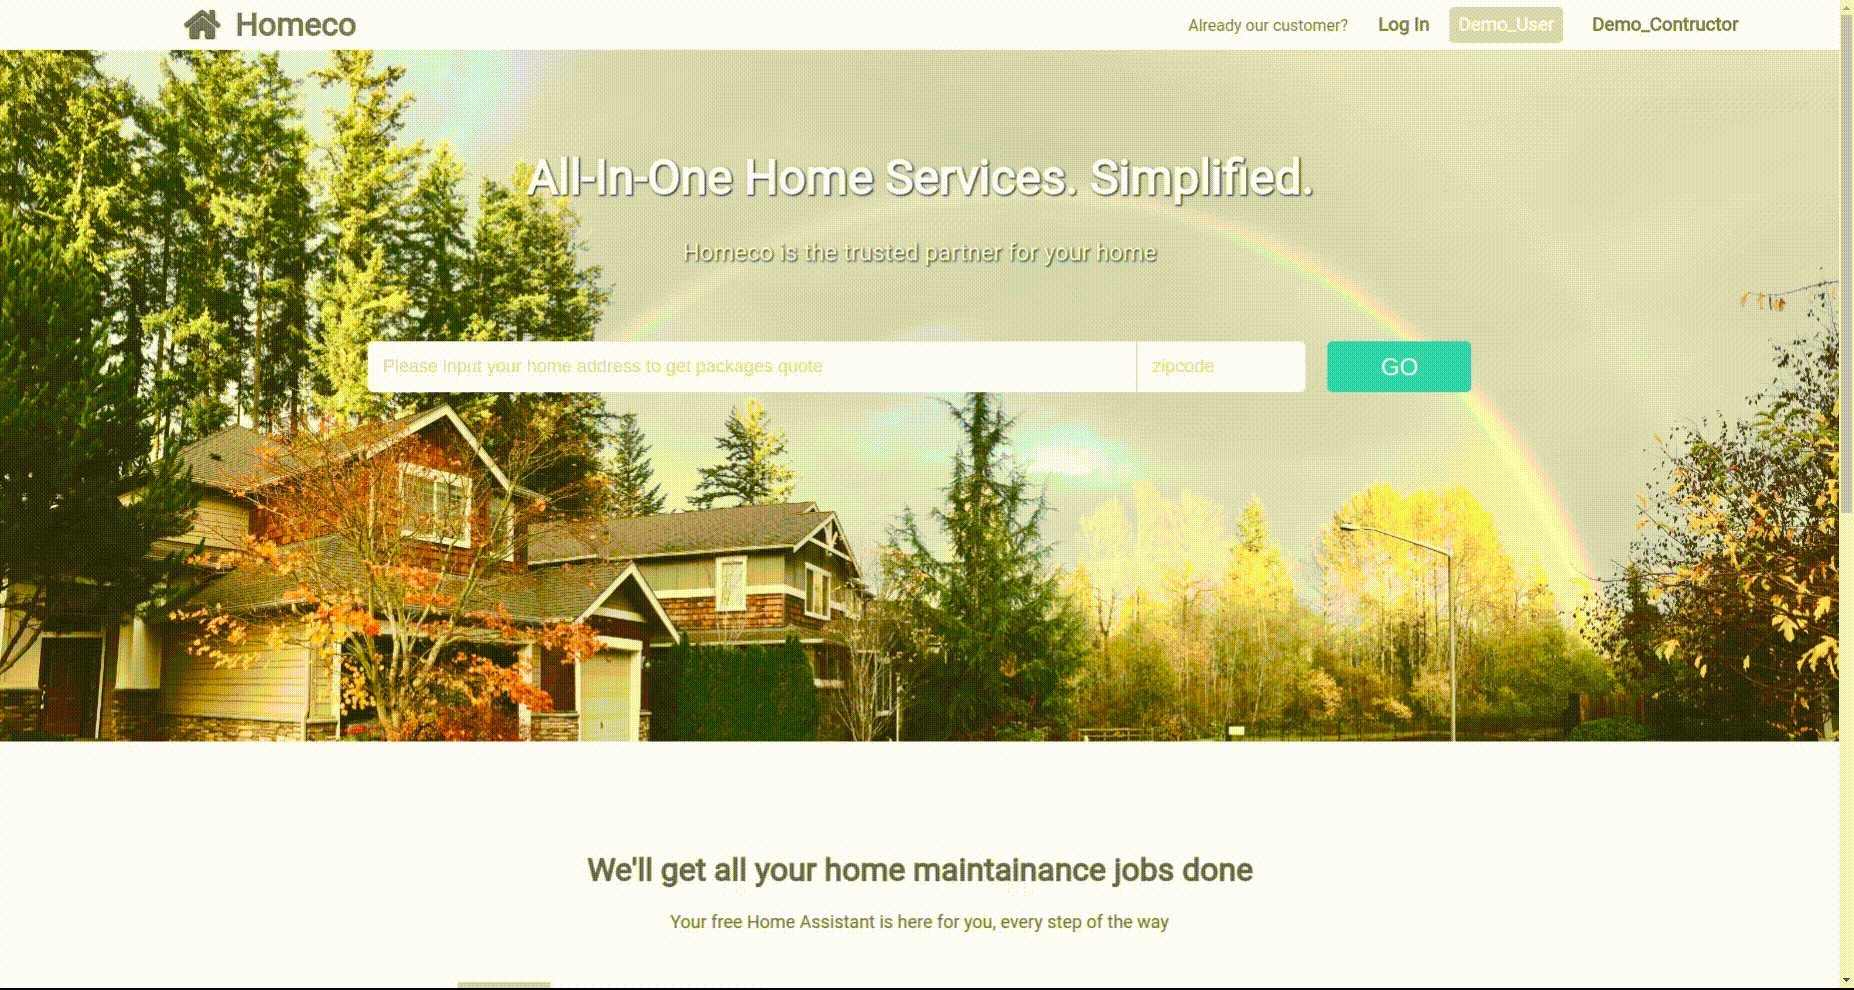 Homeco
Already our customer? Log In Demo_User Demo_Contructor
All-In-One Home Services. Simplified.
Homeco is the trusted partner for your home
Please input your home address to get packages quote zipcode GO
We'll get all your home maintainance jobs done
Your free Home Assistant is here for you, every step of the way